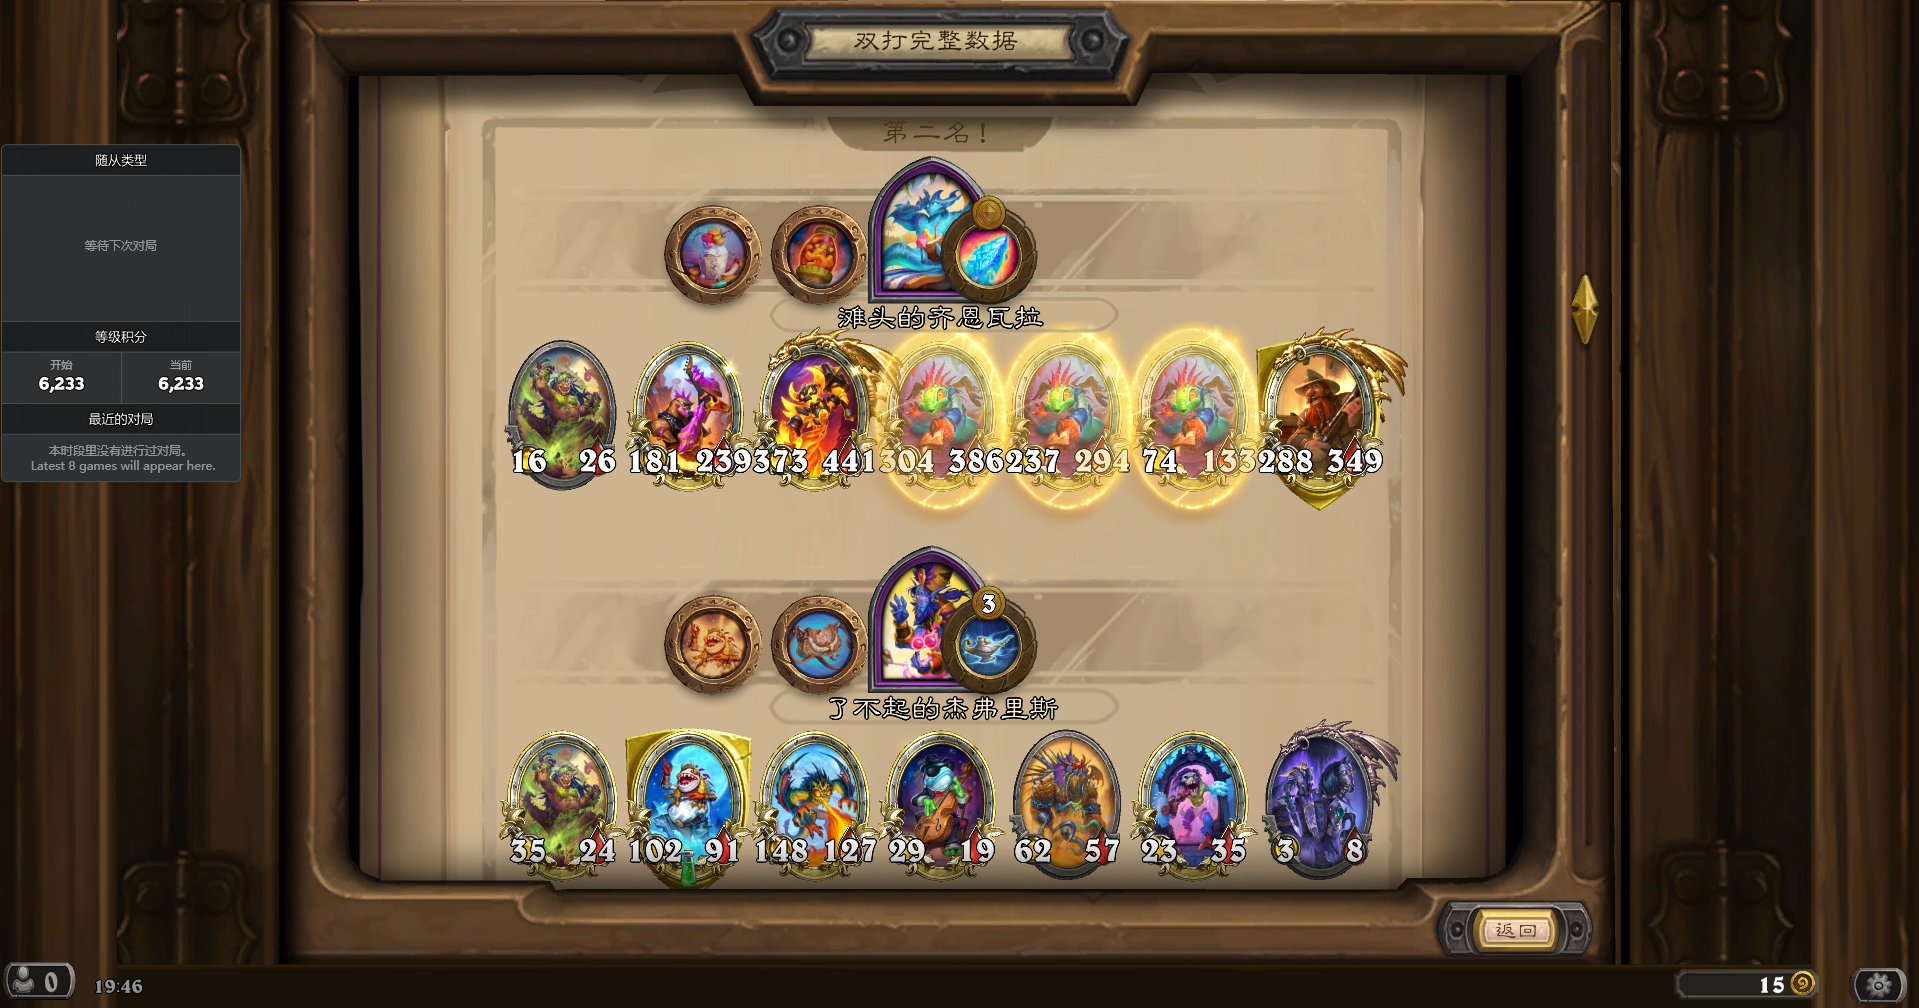 双打完整数据
第二名！
随从类型
等待下次对局
等级积分
开始 当前
6,233 6,233
最近的对局
本时段里没有进行过对局。
Latest 8 games will appear here.
滩头的齐恩瓦拉
16 26 181 239 373 441 304 386 237 294 74 133 288 349
3
了不起的杰弗里斯
35 24 102 91 148 127 29 19 62 57 23 35 3 8
返回
0 19:46
15